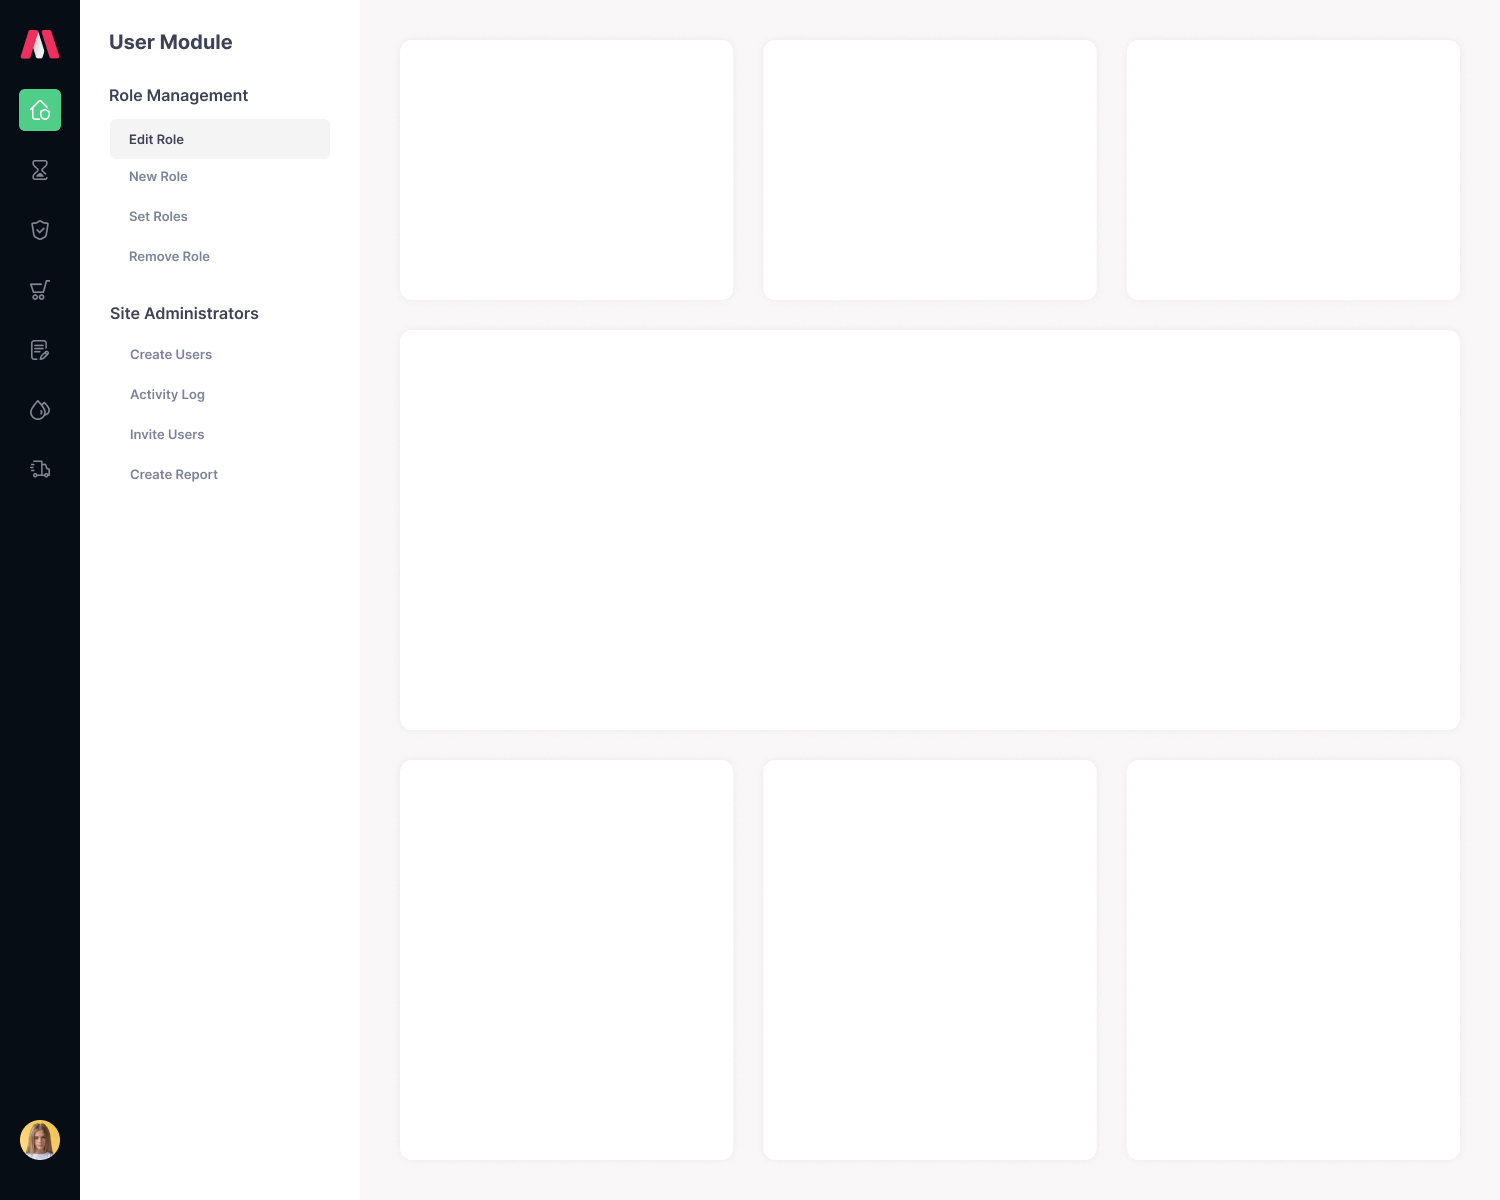 User Module
Role Management
Edit Role
New Role
Set Roles
Remove Role
Site Administrators
Create Users
Activity Log
Invite Users
Create Report